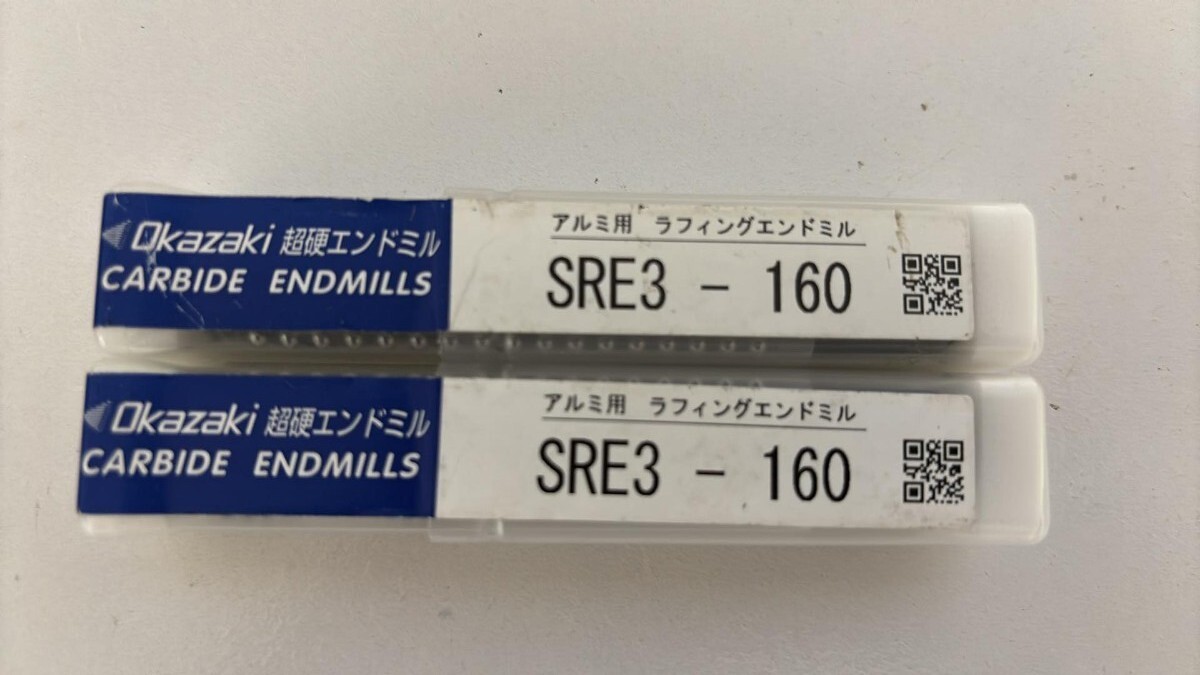 Okazaki 超硬エンドミル
CARBIDE ENDMILLS
アルミ用 ラフィングエンドミル
SRE3 - 160
Okazaki 超硬エンドミル
CARBIDE ENDMILLS
アルミ用 ラフィングエンドミル
SRE3 - 160